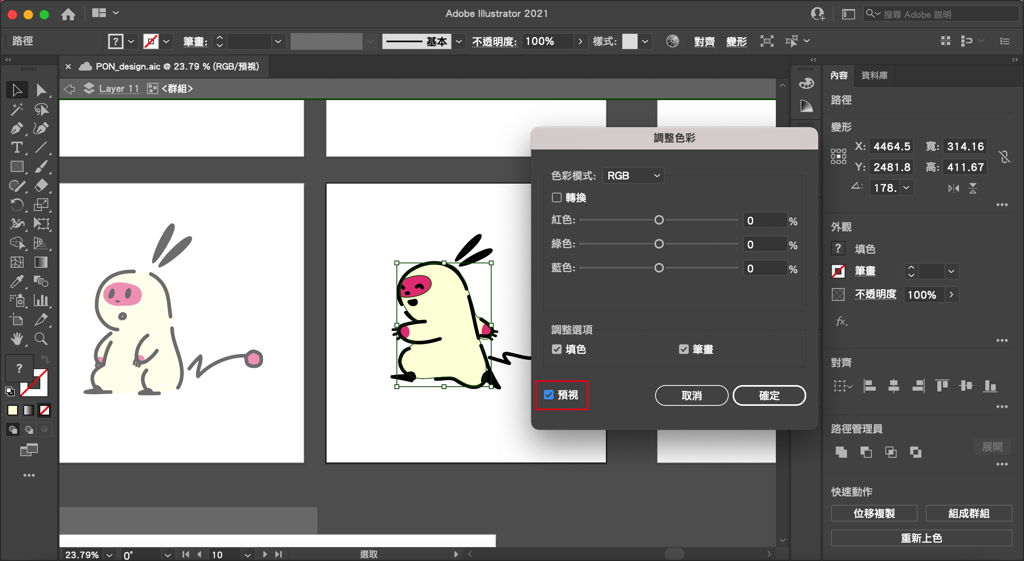 Adobe Illustrator 2021
搜尋 Adobe 說明
路徑
?
筆畫:
基本
不透明度:
100%
樣式:
對齊
變形
× PON_design.aic @ 23.79 % (RGB/預視)
Layer 11 <群組>
調整色彩
色彩模式: RGB
轉換
紅色: 0 %
綠色: 0 %
藍色: 0 %
調整選項
填色
筆畫
預視
取消
確定
內容
資料庫
路徑
變形
X: 4464.5 寬: 314.16
Y: 2481.8 高: 411.67
178.
外觀
? 填色
筆畫
不透明度 100%
fx.
對齊
路徑管理員
展開
快速動作
位移複製
組成群組
重新上色
?
23.79%
0°
10
選取